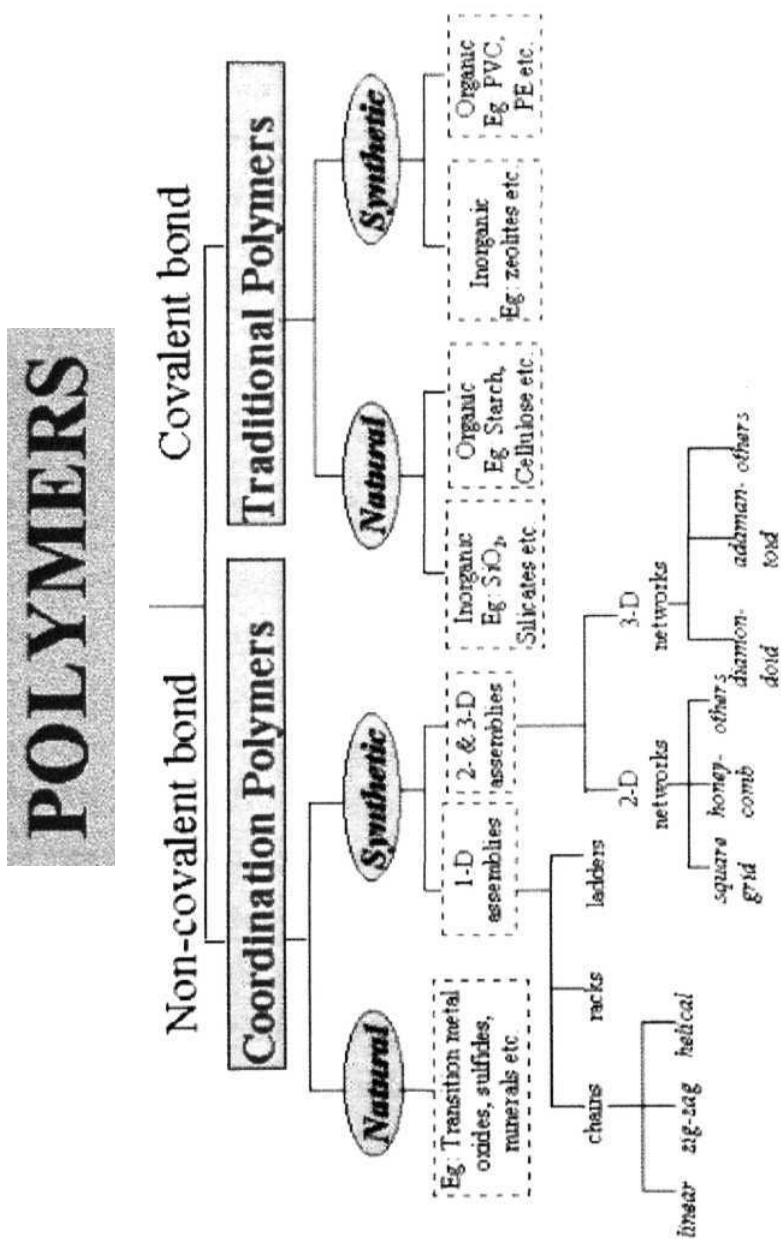 POLYMERS
Non-covalent bond
Covalent bond
Coordination Polymers
Traditional Polymers
Natural
Synthetic
Natural
Synthetic
Eg: Transition metal
oxides, sulfides,
minerals etc.
1-D
assemblies
2- & 3-D
assemblies
Inorganic
Eg: SiO₂,
Silicates etc
Organic
Eg Starch,
Cellulose etc.
Inorganic
Eg: zeolites etc.
Organic
Eg PVC,
PE etc.
chains
racks
ladders
2-D
networks
3-D
networks
linear
zig-zag
helical
square
grid
honey-
comb
others
diamon-
doid
adaman-
toid
others